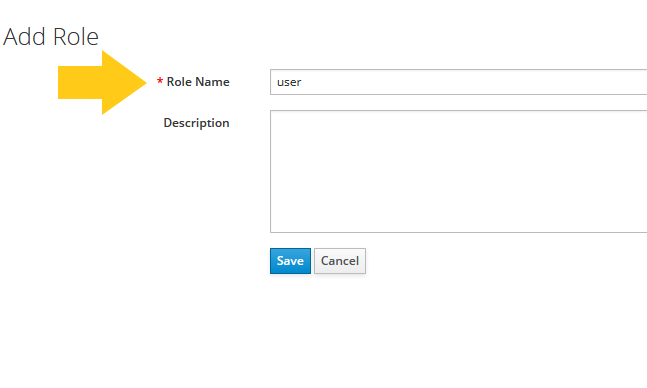 Add Role
* Role Name
user
Description
Save
Cancel